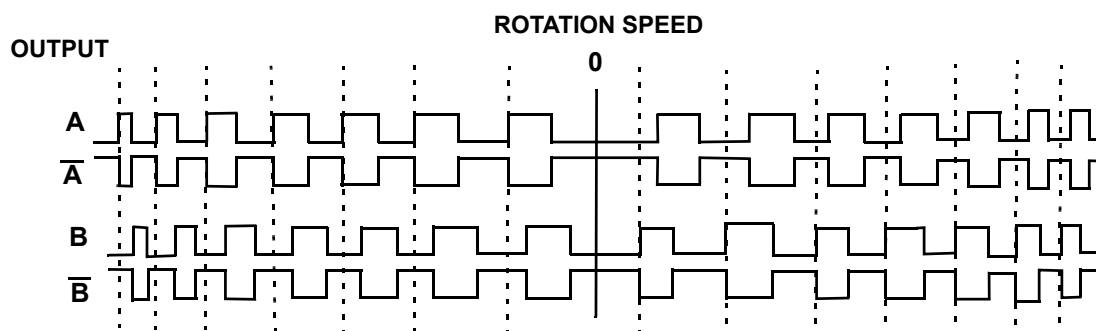 ROTATION SPEED
OUTPUT
0
A
A̅
B
B̅